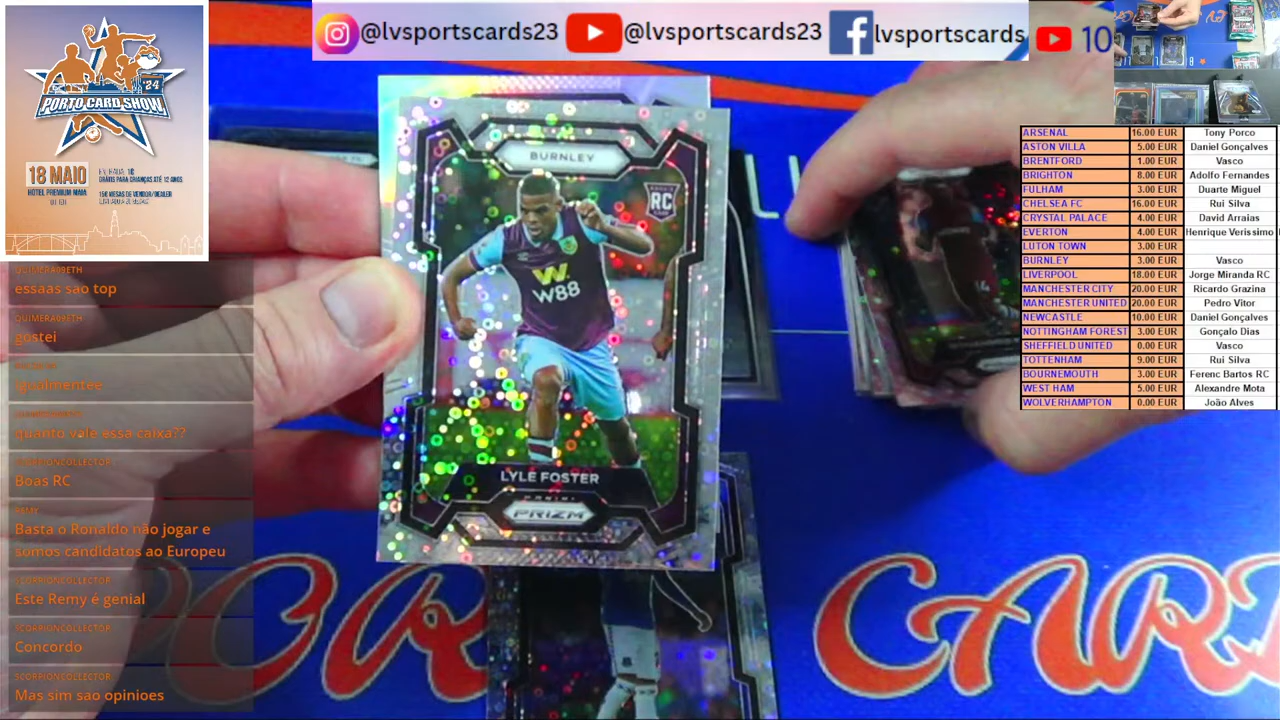 PORTO CARD SHOW
'24
18 MAIO
HOTEL PREMIUM MAIA
@lvsportscards23
@lvsportscards23
lvsportscards
10
ARSENAL 16.00 EUR Tony Porco
ASTON VILLA 5.00 EUR Daniel Gonçalves
BRENTFORD 1.00 EUR Vasco
BRIGHTON 8.00 EUR Adolfo Fernandes
FULHAM 3.00 EUR Duarte Miguel
CHELSEA FC 16.00 EUR Rui Silva
CRYSTAL PALACE 4.00 EUR David Arraias
EVERTON 4.00 EUR Henrique Verissimo
LUTON TOWN 3.00 EUR
BURNLEY 3.00 EUR Vasco
LIVERPOOL 18.00 EUR Jorge Miranda RC
MANCHESTER CITY 20.00 EUR Ricardo Grazina
MANCHESTER UNITED 20.00 EUR Pedro Vitor
NEWCASTLE 10.00 EUR Daniel Gonçalves
NOTTINGHAM FOREST 3.00 EUR Gonçalo Dias
SHEFFIELD UNITED 0.00 EUR Vasco
TOTTENHAM 9.00 EUR Rui Silva
BOURNEMOUTH 3.00 EUR Ferenc Bartos RC
WEST HAM 5.00 EUR Alexandre Mota
WOLVERHAMPTON 0.00 EUR João Alves
BURNLEY
RC
W.
W88
LYLE FOSTER
PANINI
PRIZM
QUIMERA09ETH
essaas sao top
QUIMERA09ETH
gostei
igualmentee
quanto vale essa caixa??
SCORPIONCOLLECTOR
Boas RC
REMY
Basta o Ronaldo não jogar e
somos candidatos ao Europeu
SCORPIONCOLLECTOR
Este Remy é genial
SCORPIONCOLLECTOR
Concordo
SCORPIONCOLLECTOR
Mas sim sao opinioes
CAR